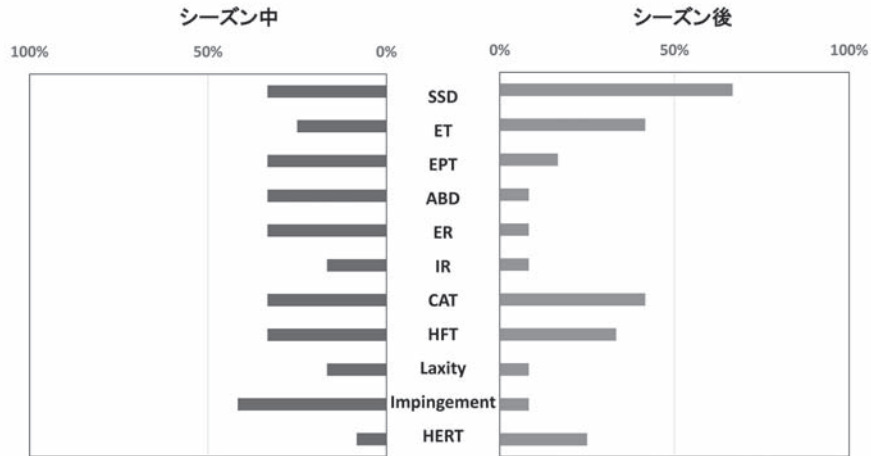 シーズン中 シーズン後
100% 50% 0% 0% 50% 100%
SSD
ET
EPT
ABD
ER
IR
CAT
HFT
Laxity
Impingement
HERT